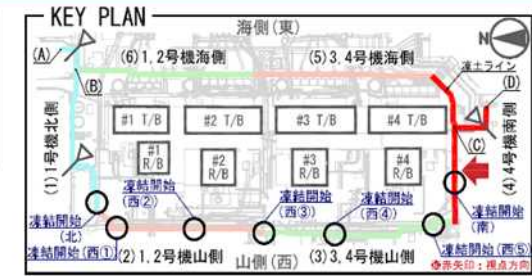 KEY PLAN
海側(東)
N
(A)
(6)1,2号機海側
(5)3,4号機海側
凍土ライン
(B)
(D)
#1 T/B
#2 T/B
#3 T/B
#4 T/B
(1)1号機北側
(4)4号機南側
(C)
#1
R/B
#2
R/B
#3
R/B
#4
R/B
凍結開始
(西②)
凍結開始
(西③)
凍結開始
(西④)
凍結開始
(北)
凍結開始
(南)
凍結開始(西①)
(2)1,2号機山側
(3)3,4号機山側
凍結開始(西⑤)
山側(西)
※赤矢印:視点方向